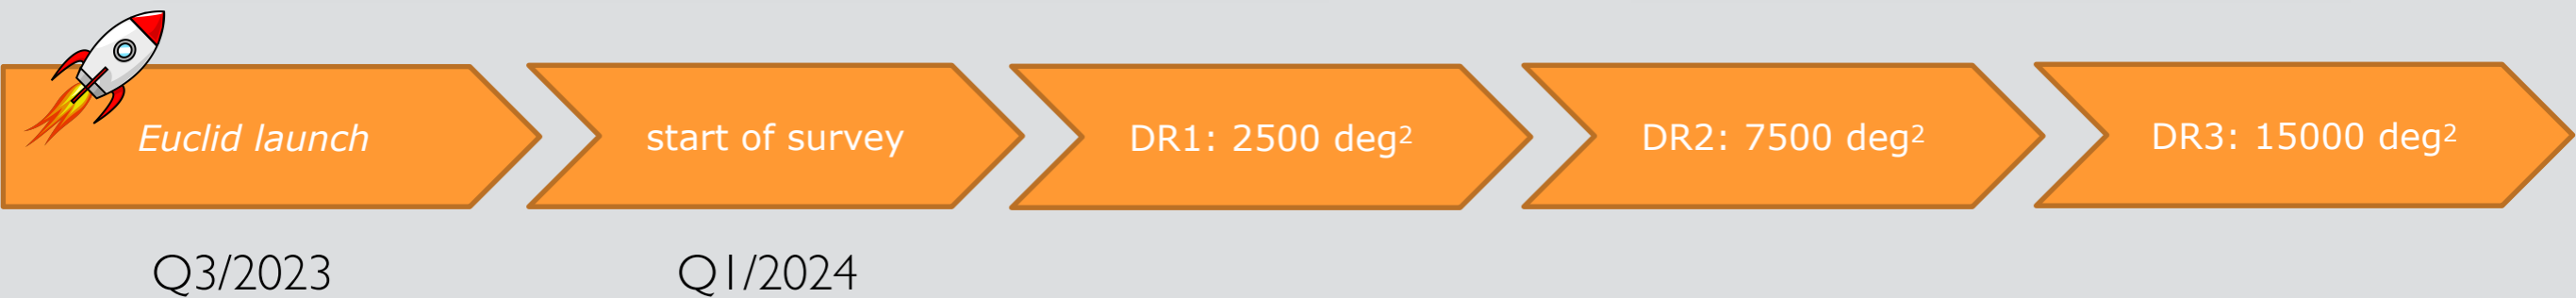 Euclid launch
start of survey
DR1: 2500 deg²
DR2: 7500 deg²
DR3: 15000 deg²
Q3/2023
Q1/2024